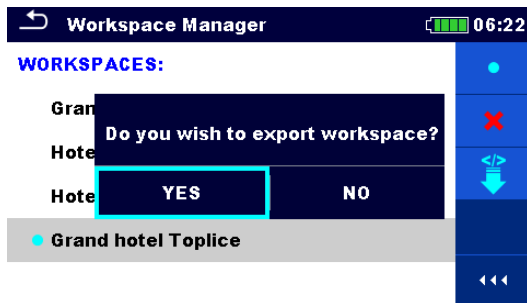 Workspace Manager
06:22
WORKSPACES:
Gran
Do you wish to export workspace?
Hote
Hote
YES
NO
Grand hotel Toplice